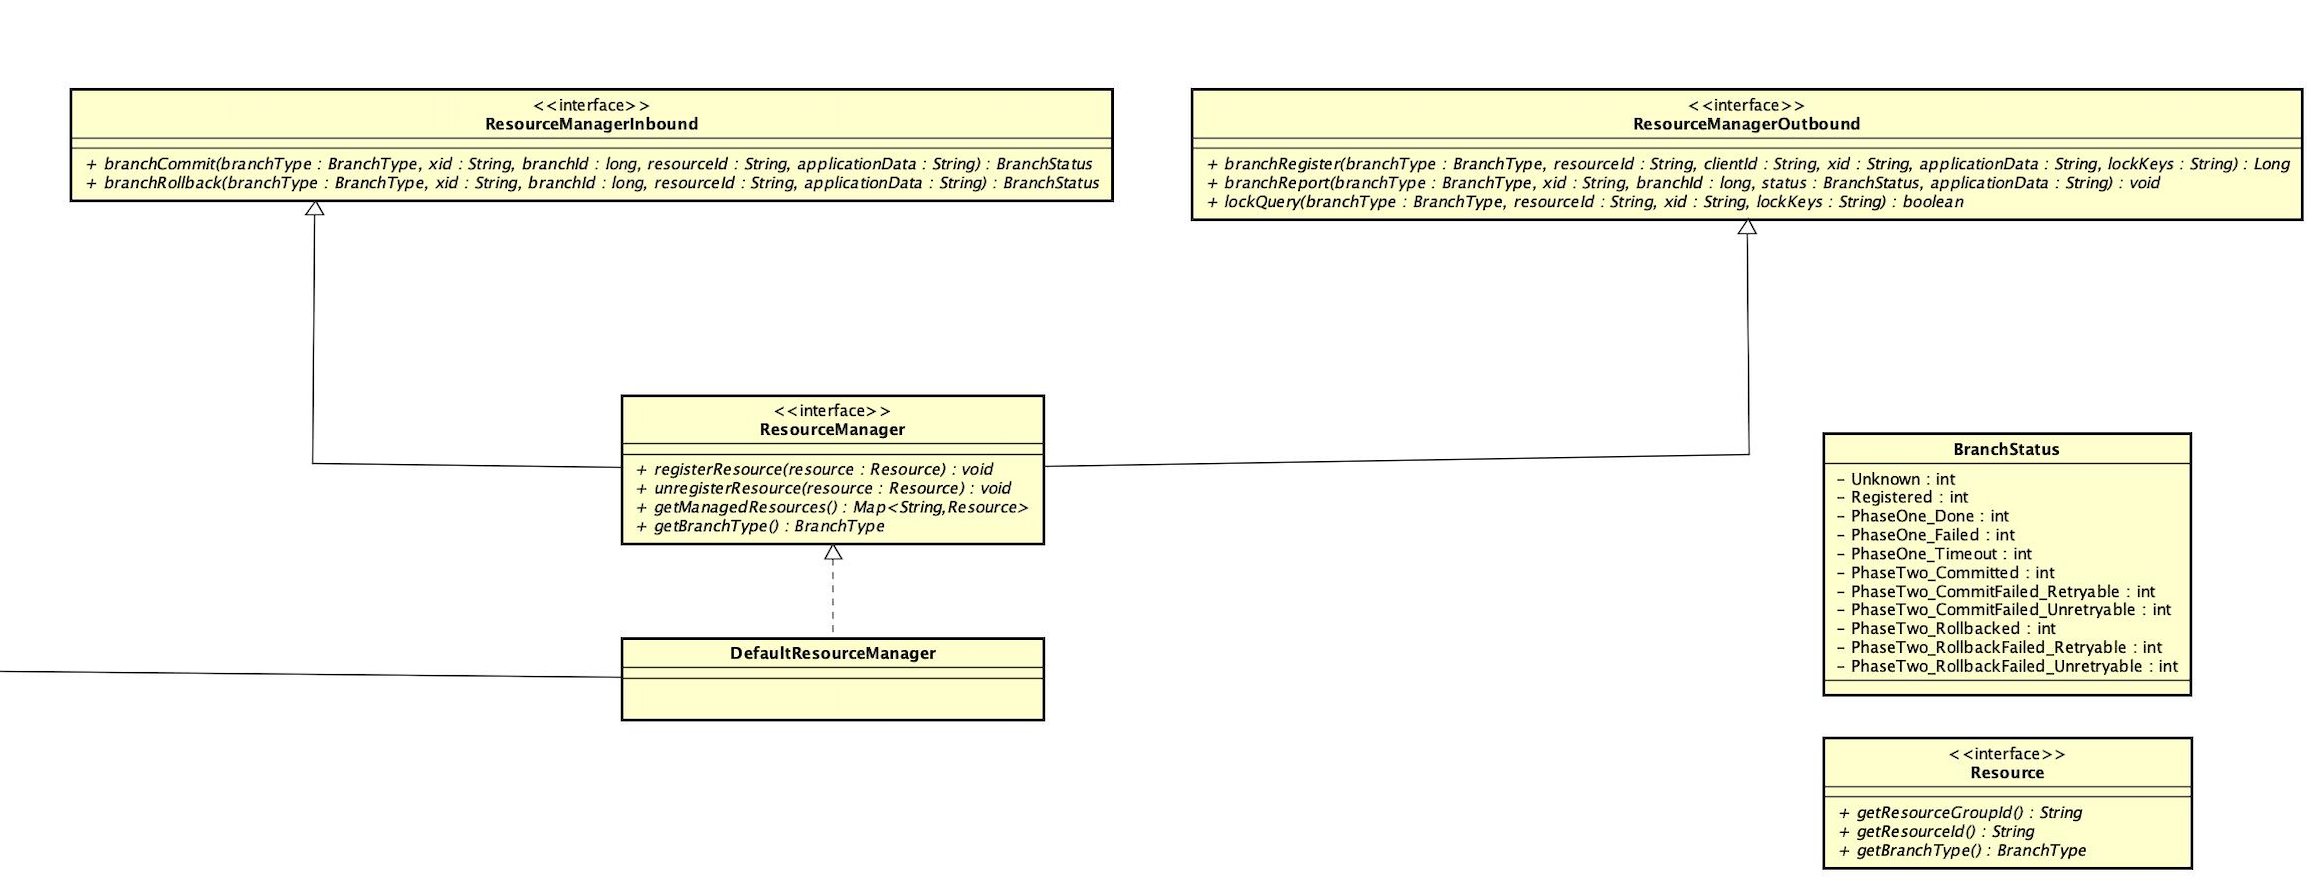 <<interface>>
ResourceManagerInbound
+ branchCommit(branchType : BranchType, xid : String, branchId : long, resourceId : String, applicationData : String) : BranchStatus
+ branchRollback(branchType : BranchType, xid : String, branchId : long, resourceId : String, applicationData : String) : BranchStatus
<<interface>>
ResourceManagerOutbound
+ branchRegister(branchType : BranchType, resourceId : String, clientId : String, xid : String, applicationData : String, lockKeys : String) : Long
+ branchReport(branchType : BranchType, xid : String, branchId : long, status : BranchStatus, applicationData : String) : void
+ lockQuery(branchType : BranchType, resourceId : String, xid : String, lockKeys : String) : boolean
<<interface>>
ResourceManager
+ registerResource(resource : Resource) : void
+ unregisterResource(resource : Resource) : void
+ getManagedResources() : Map<String,Resource>
+ getBranchType() : BranchType
DefaultResourceManager
BranchStatus
- Unknown : int
- Registered : int
- PhaseOne_Done : int
- PhaseOne_Failed : int
- PhaseOne_Timeout : int
- PhaseTwo_Committed : int
- PhaseTwo_CommitFailed_Retryable : int
- PhaseTwo_CommitFailed_Unretryable : int
- PhaseTwo_Rollbacked : int
- PhaseTwo_RollbackFailed_Retryable : int
- PhaseTwo_RollbackFailed_Unretryable : int
<<interface>>
Resource
+ getResourceGroupId() : String
+ getResourceId() : String
+ getBranchType() : BranchType